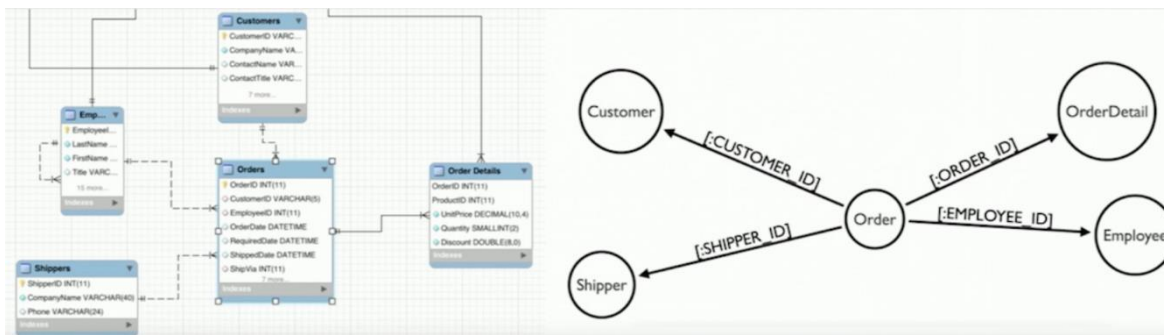 Customers
CustomerID VARC...
CompanyName VA...
ContactName VAR...
ContactTitle VARC...
7 more...
Indexes
Emp...
EmployeeI...
LastName ...
FirstName ...
Title VARC...
15 more...
Indexes
Orders
OrderID INT(11)
CustomerID VARCHAR(5)
EmployeeID INT(11)
OrderDate DATETIME
RequiredDate DATETIME
ShippedDate DATETIME
ShipVia INT(11)
7 more...
Indexes
Order Details
OrderID INT(11)
ProductID INT(11)
UnitPrice DECIMAL(10,4)
Quantity SMALLINT(2)
Discount DOUBLE(8,0)
Indexes
Shippers
ShipperID INT(11)
CompanyName VARCHAR(40)
Phone VARCHAR(24)
Indexes
Customer
OrderDetail
[:CUSTOMER_ID]
[:ORDER_ID]
Order
[:EMPLOYEE_ID]
Employee
[:SHIPPER_ID]
Shipper